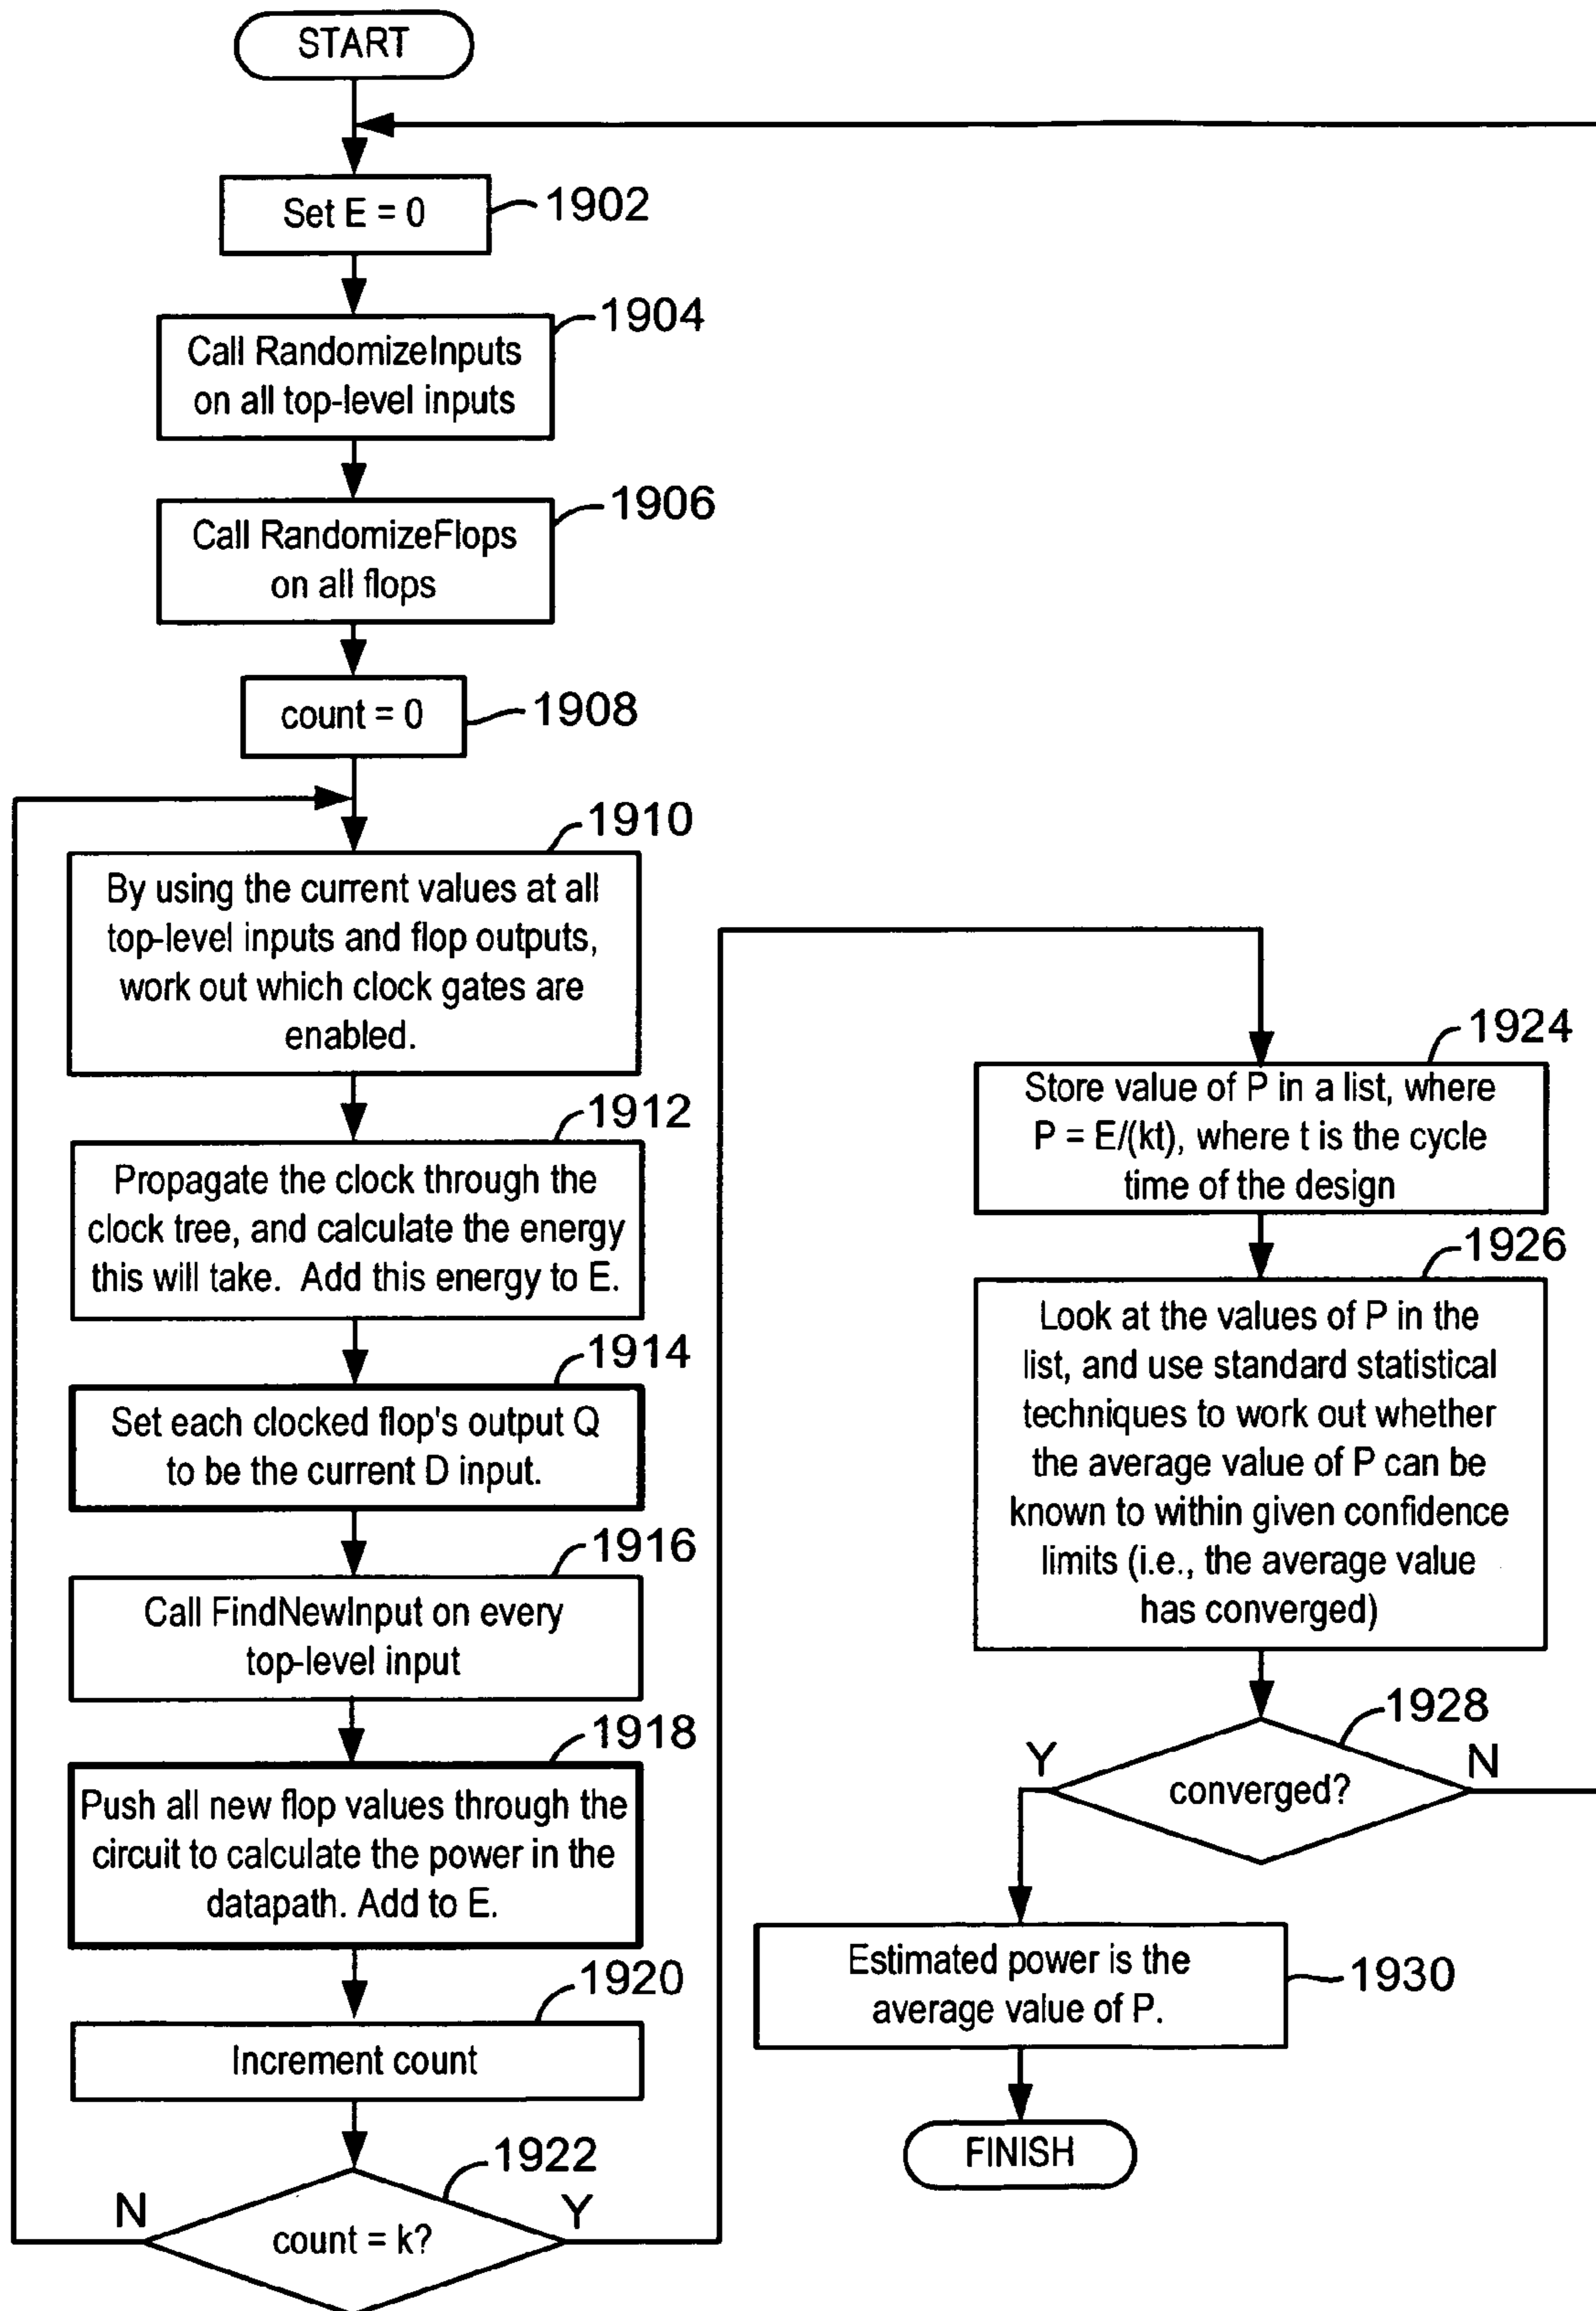 START
Set E = 0
1902
1904
Call RandomizeInputs
on all top-level inputs
1906
Call RandomizeFlops
on all flops
count = 0
1908
1910
By using the current values at all
top-level inputs and flop outputs,
work out which clock gates are
enabled.
1912
Propagate the clock through the
clock tree, and calculate the energy
this will take. Add this energy to E.
1914
Set each clocked flop's output Q
to be the current D input.
1916
Call FindNewInput on every
top-level input
1918
Push all new flop values through the
circuit to calculate the power in the
datapath. Add to E.
1920
Increment count
1922
N
count = k?
Y
1924
Store value of P in a list, where
P = E/(kt), where t is the cycle
time of the design
1926
Look at the values of P in the
list, and use standard statistical
techniques to work out whether
the average value of P can be
known to within given confidence
limits (i.e., the average value
has converged)
1928
Y
converged?
N
Estimated power is the
average value of P.
1930
FINISH